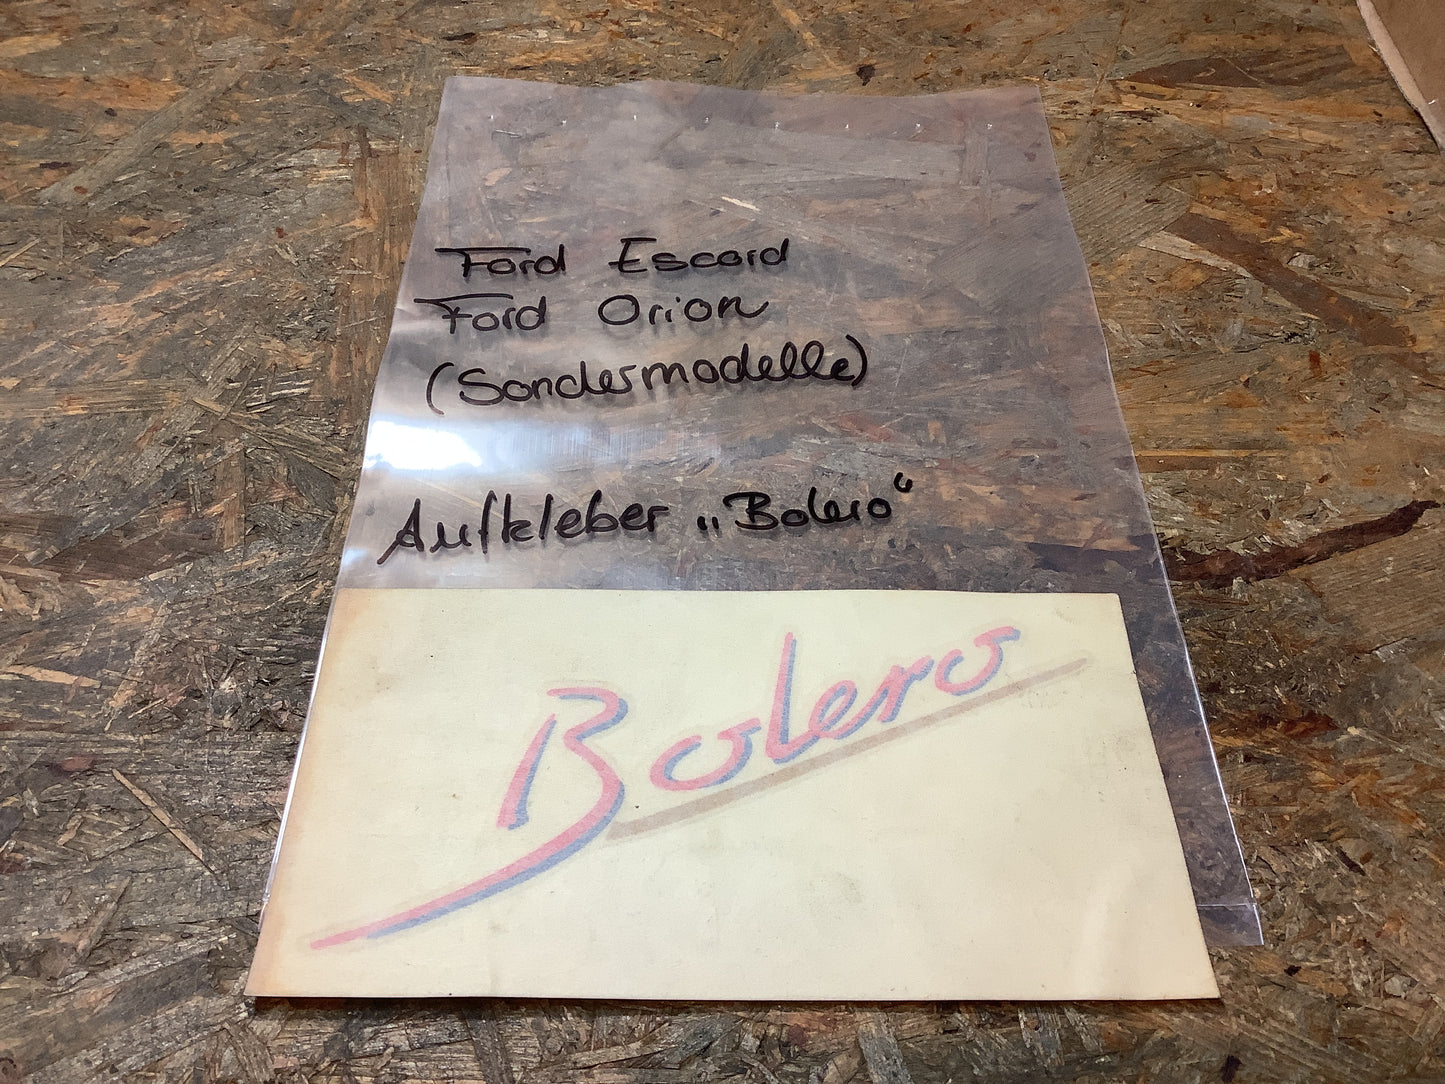 Ford Escord
Ford Orion
(Sondermodelle)
Aufkleber „Bolero“
Bolero